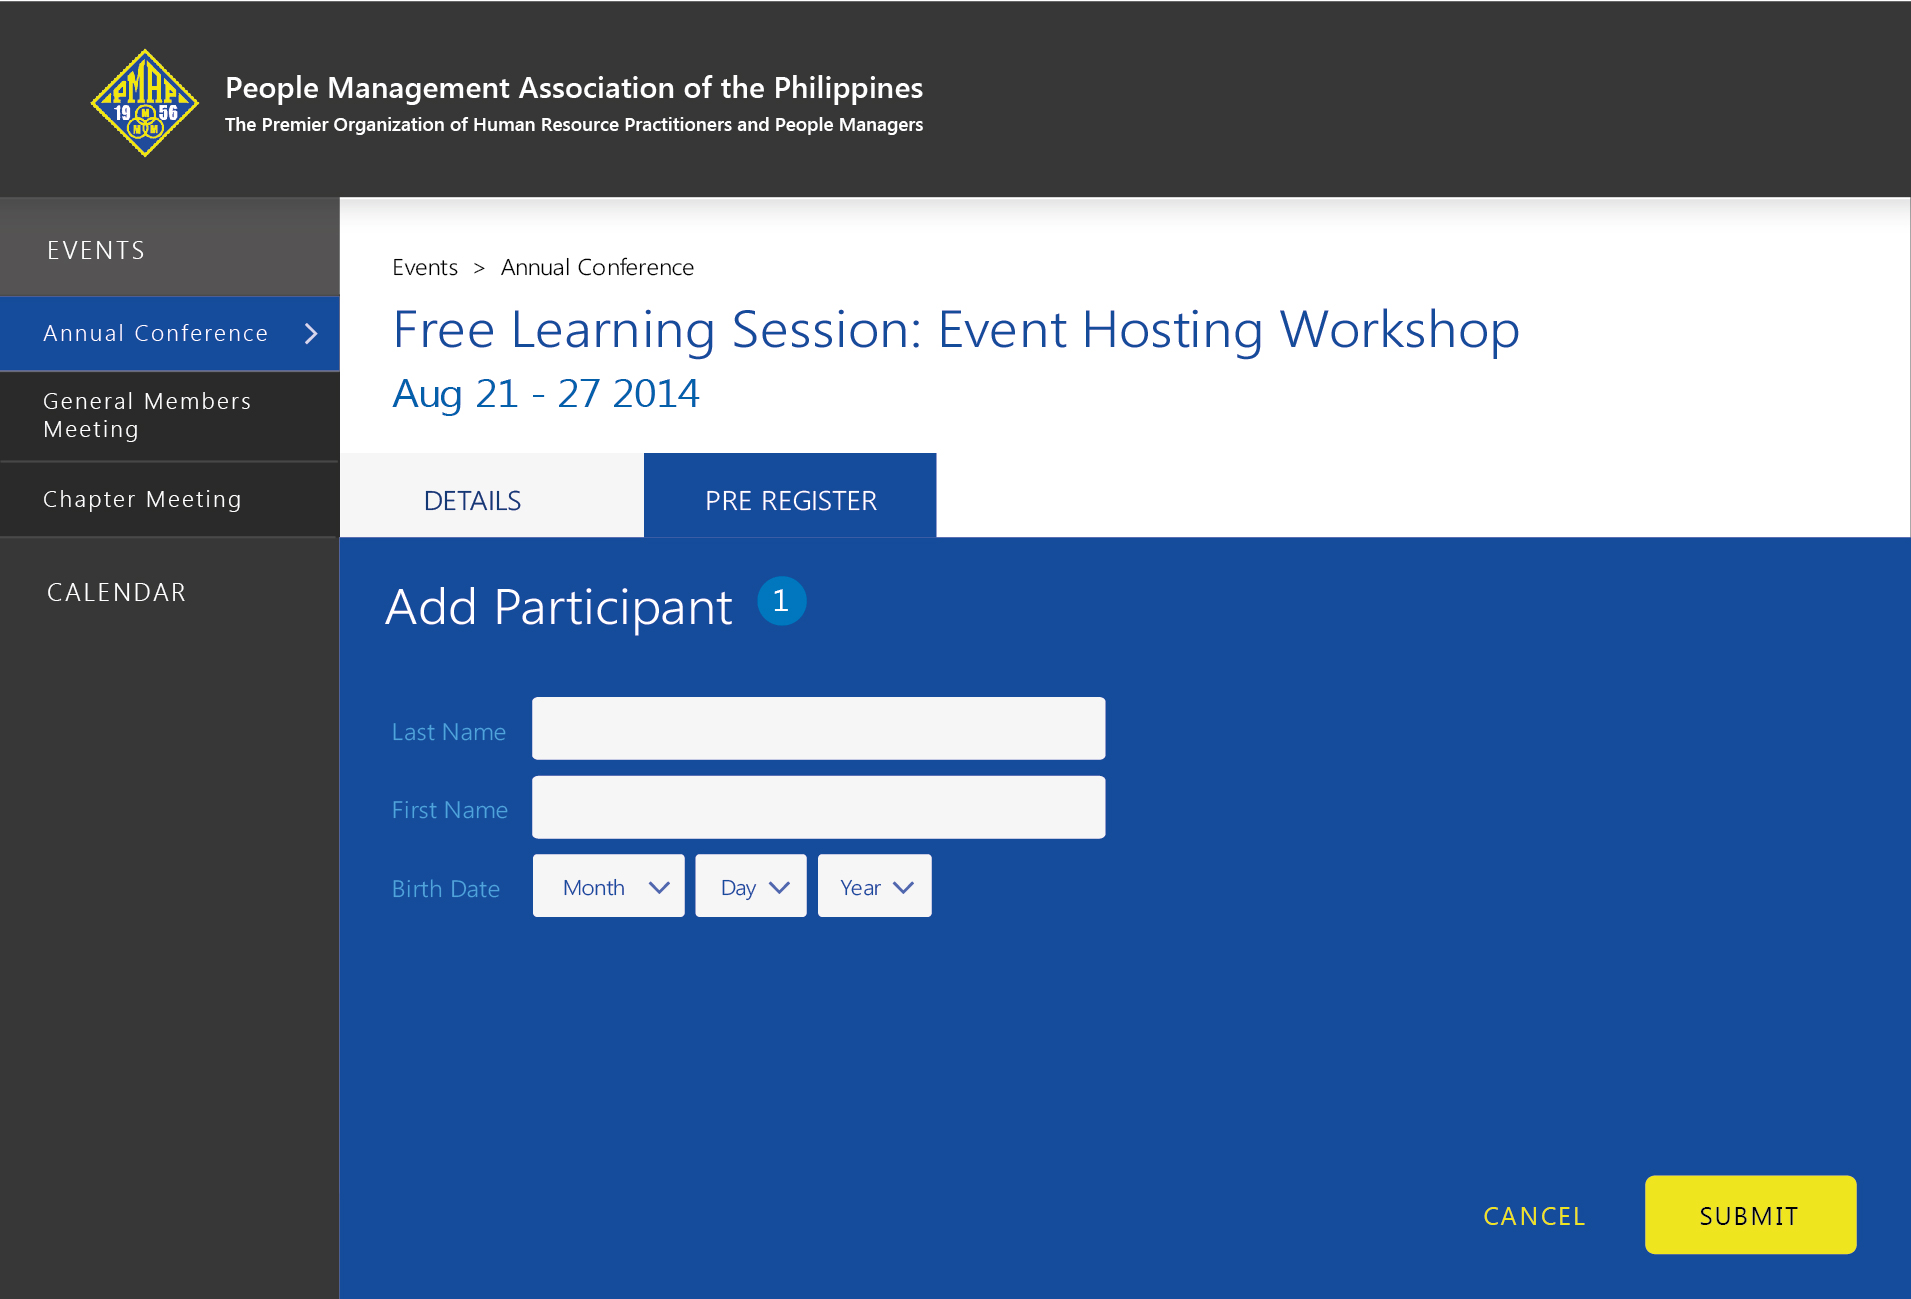 PMAP
19 56
M
M M
People Management Association of the Philippines
The Premier Organization of Human Resource Practitioners and People Managers
EVENTS
Annual Conference
General Members
Meeting
Chapter Meeting
CALENDAR
Events > Annual Conference
Free Learning Session: Event Hosting Workshop
Aug 21 - 27 2014
DETAILS
PRE REGISTER
Add Participant 1
Last Name
First Name
Birth Date Month Day Year
CANCEL
SUBMIT